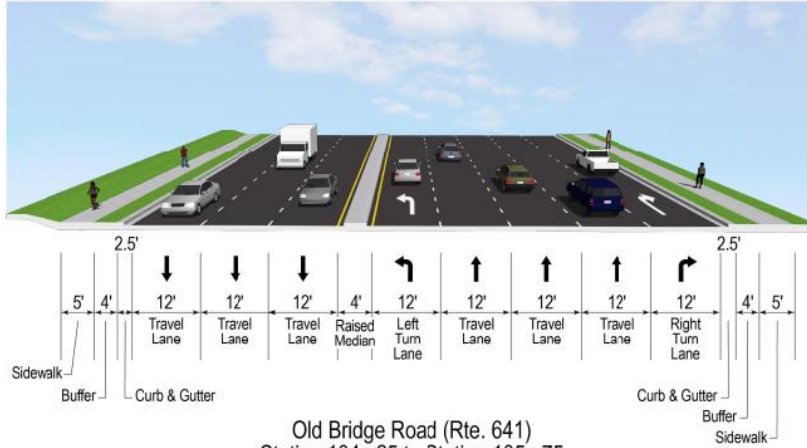 2.5' 2.5'
5' 4' 12' 12' 12' 4' 12' 12' 12' 12' 12' 4' 5'
Travel Lane
Travel Lane
Travel Lane
Raised Median
Left Turn Lane
Travel Lane
Travel Lane
Travel Lane
Right Turn Lane
Sidewalk
Buffer
Curb & Gutter
Curb & Gutter
Buffer
Sidewalk
Old Bridge Road (Rte. 641)